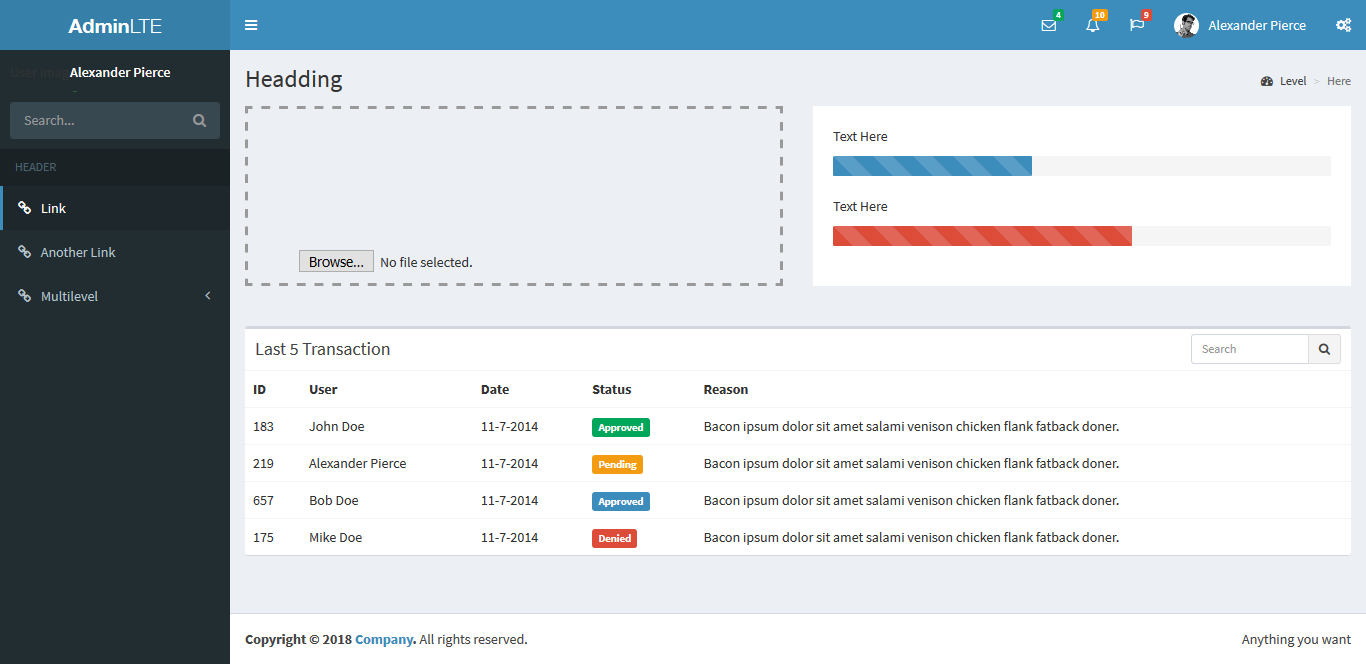 AdminLTE
4
10
9
Alexander Pierce
User Imag
Alexander Pierce
Search...
HEADER
Link
Another Link
Multilevel
Headding
Level > Here
Browse... No file selected.
Text Here
Text Here
Last 5 Transaction
Search
ID User Date Status Reason
183 John Doe 11-7-2014 Approved Bacon ipsum dolor sit amet salami venison chicken flank fatback doner.
219 Alexander Pierce 11-7-2014 Pending Bacon ipsum dolor sit amet salami venison chicken flank fatback doner.
657 Bob Doe 11-7-2014 Approved Bacon ipsum dolor sit amet salami venison chicken flank fatback doner.
175 Mike Doe 11-7-2014 Denied Bacon ipsum dolor sit amet salami venison chicken flank fatback doner.
Copyright © 2018 Company. All rights reserved.
Anything you want